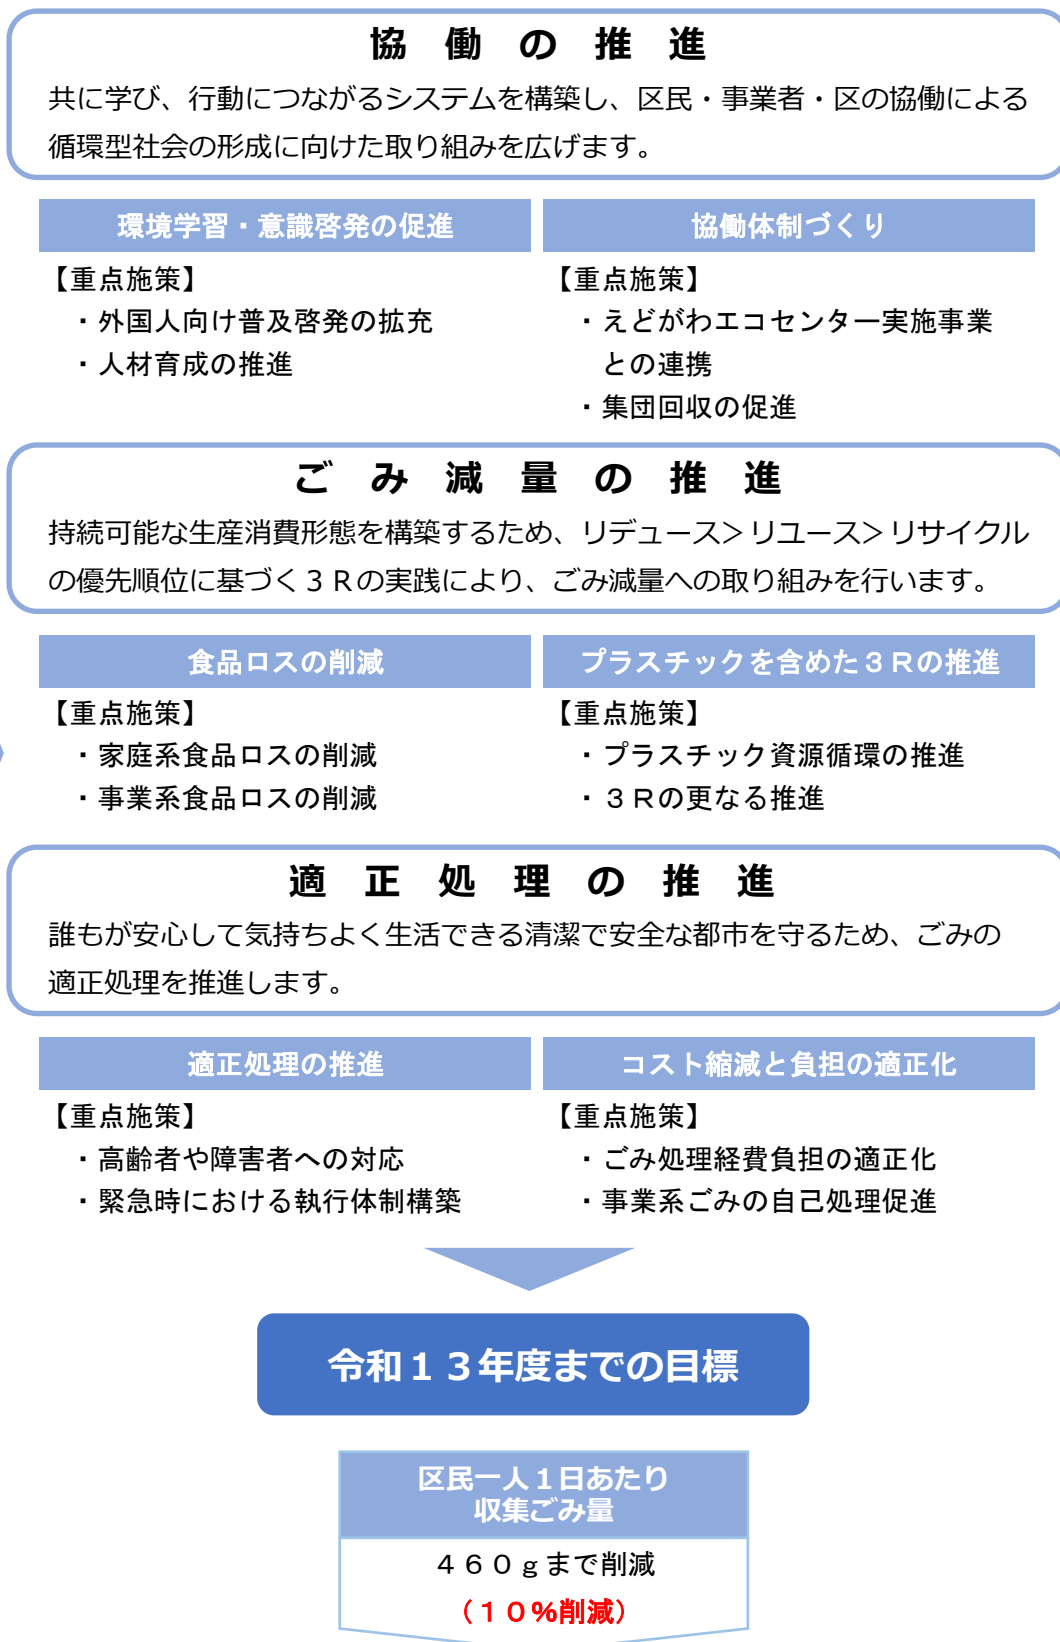 協働の推進
共に学び、行動につながるシステムを構築し、区民・事業者・区の協働による
循環型社会の形成に向けた取り組みを広げます。
環境学習・意識啓発の促進
【重点施策】
・外国人向け普及啓発の拡充
・人材育成の推進
協働体制づくり
【重点施策】
・えどがわエコセンター実施事業
との連携
・集団回収の促進
ごみ減量の推進
持続可能な生産消費形態を構築するため、リデュース＞リユース＞リサイクル
の優先順位に基づく３Ｒの実践により、ごみ減量への取り組みを行います。
食品ロスの削減
【重点施策】
・家庭系食品ロスの削減
・事業系食品ロスの削減
プラスチックを含めた３Ｒの推進
【重点施策】
・プラスチック資源循環の推進
・３Ｒの更なる推進
適正処理の推進
誰もが安心して気持ちよく生活できる清潔で安全な都市を守るため、ごみの
適正処理を推進します。
適正処理の推進
【重点施策】
・高齢者や障害者への対応
・緊急時における執行体制構築
コスト縮減と負担の適正化
【重点施策】
・ごみ処理経費負担の適正化
・事業系ごみの自己処理促進
令和１３年度までの目標
区民一人１日あたり
収集ごみ量
４６０ｇまで削減
（１０%削減）